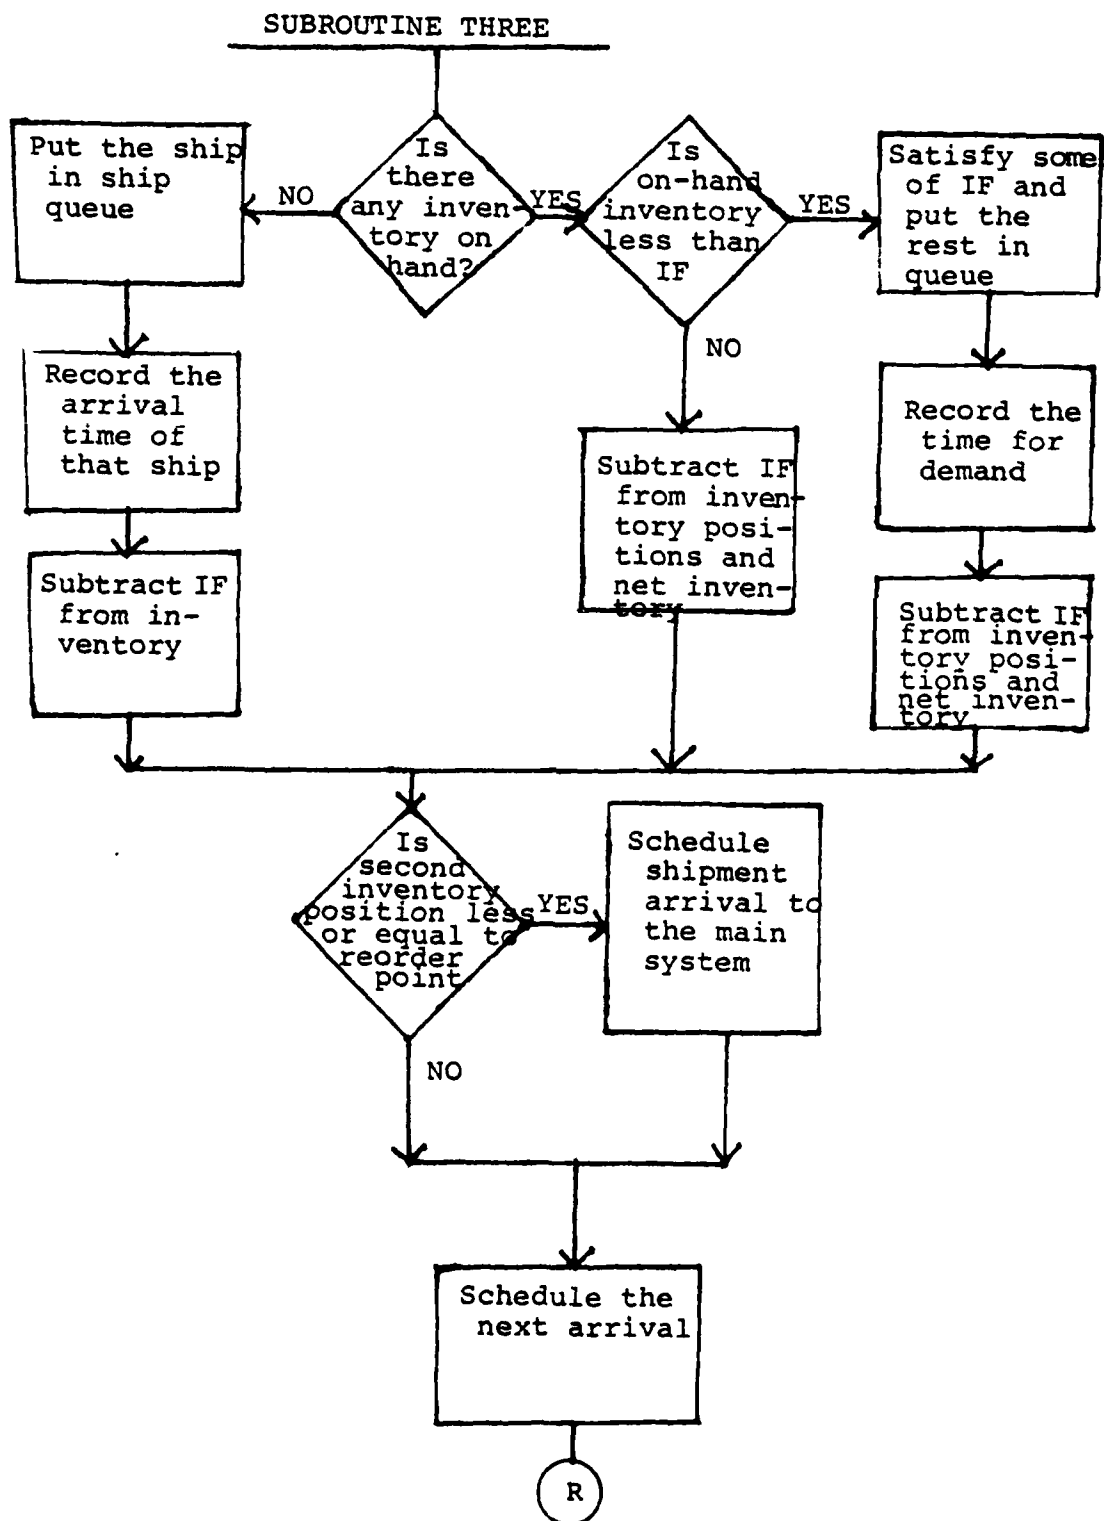 SUBROUTINE THREE
Put the ship
in ship
queue
NO
Is
there
any inven-
tory on
hand?
YES
Is
on-hand
inventory
less than
IF
YES
Satisfy some
of IF and
put the
rest in
queue
NO
Record the
arrival
time of
that ship
Subtract IF
from inven-
tory posi-
tions and
net inven-
tory
Record the
time for
demand
Subtract IF
from in-
ventory
Subtract IF
from inven-
tory posi-
tions and
net inven-
tory
Is
second
inventory
position less
or equal to
reorder
point
YES
Schedule
shipment
arrival to
the main
system
NO
Schedule the
next arrival
R